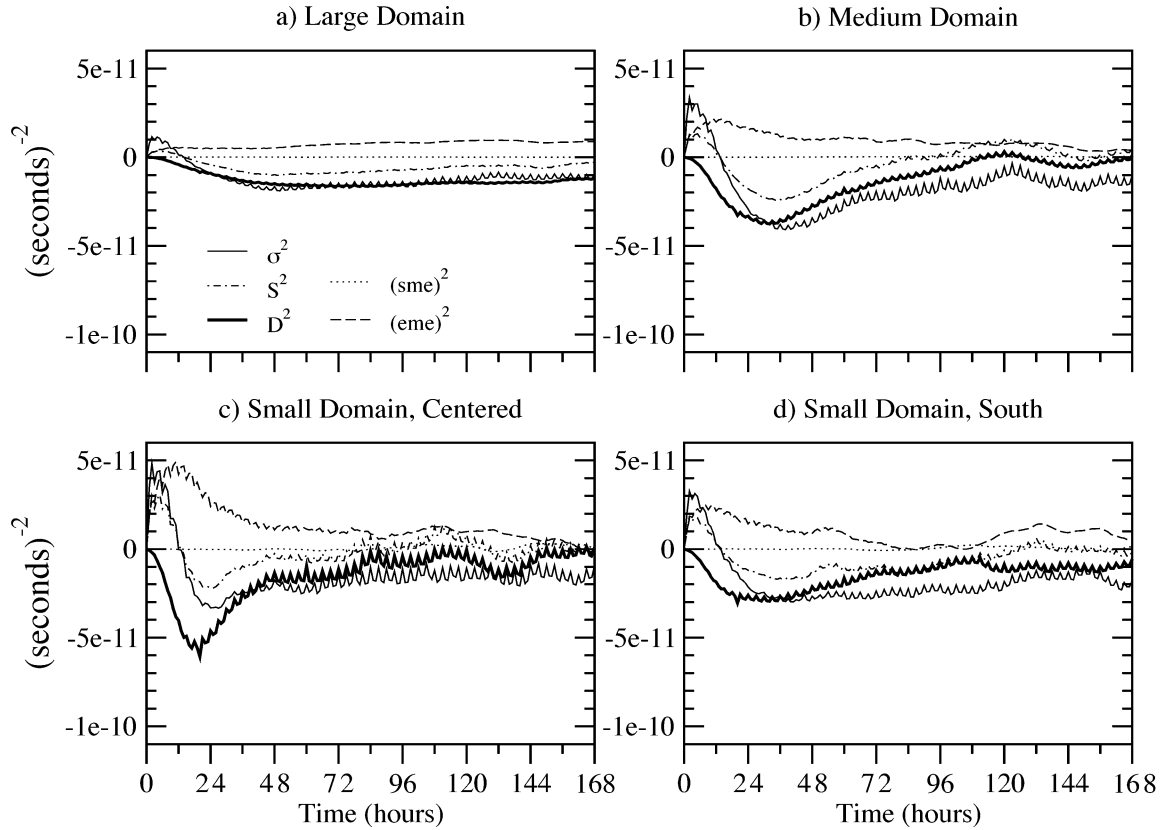 a) Large Domain
b) Medium Domain
5e-11
0
-5e-11
-1e-10
(seconds)⁻²
σ²
S²
D²
(sme)²
(eme)²
5e-11
0
-5e-11
-1e-10
c) Small Domain, Centered
d) Small Domain, South
5e-11
0
-5e-11
-1e-10
(seconds)⁻²
0 24 48 72 96 120 144 168
Time (hours)
5e-11
0
-5e-11
-1e-10
0 24 48 72 96 120 144 168
Time (hours)